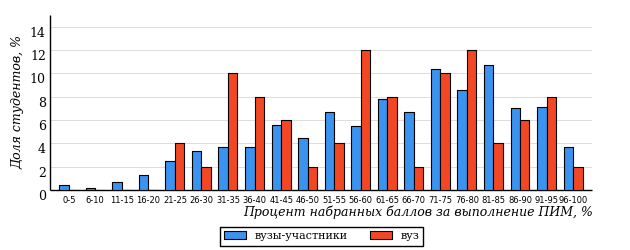 Доля студентов, %
14
12
10
8
6
4
2
0
0-5 6-10 11-15 16-20 21-25 26-30 31-35 36-40 41-45 46-50 51-55 56-60 61-65 66-70 71-75 76-80 81-85 86-90 91-95 96-100
Процент набранных баллов за выполнение ПИМ, %
вузы-участники вуз